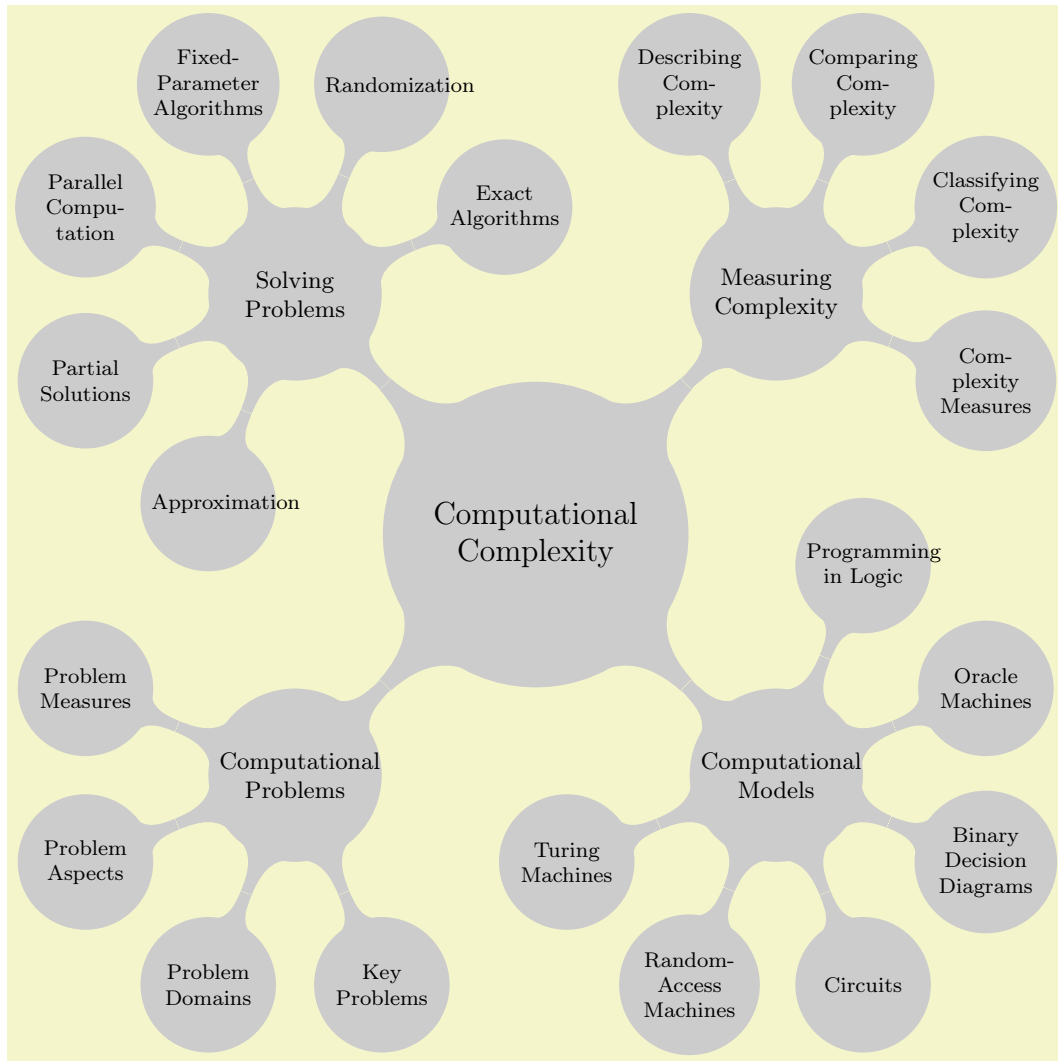 Fixed-
Parameter
Algorithms
Randomization
Describing
Com-
plexity
Comparing
Com-
plexity
Parallel
Compu-
tation
Exact
Algorithms
Classifying
Com-
plexity
Solving
Problems
Measuring
Complexity
Partial
Solutions
Com-
plexity
Measures
Approximation
Computational
Complexity
Programming
in Logic
Problem
Measures
Oracle
Machines
Computational
Problems
Computational
Models
Problem
Aspects
Turing
Machines
Binary
Decision
Diagrams
Problem
Domains
Key
Problems
Random-
Access
Machines
Circuits